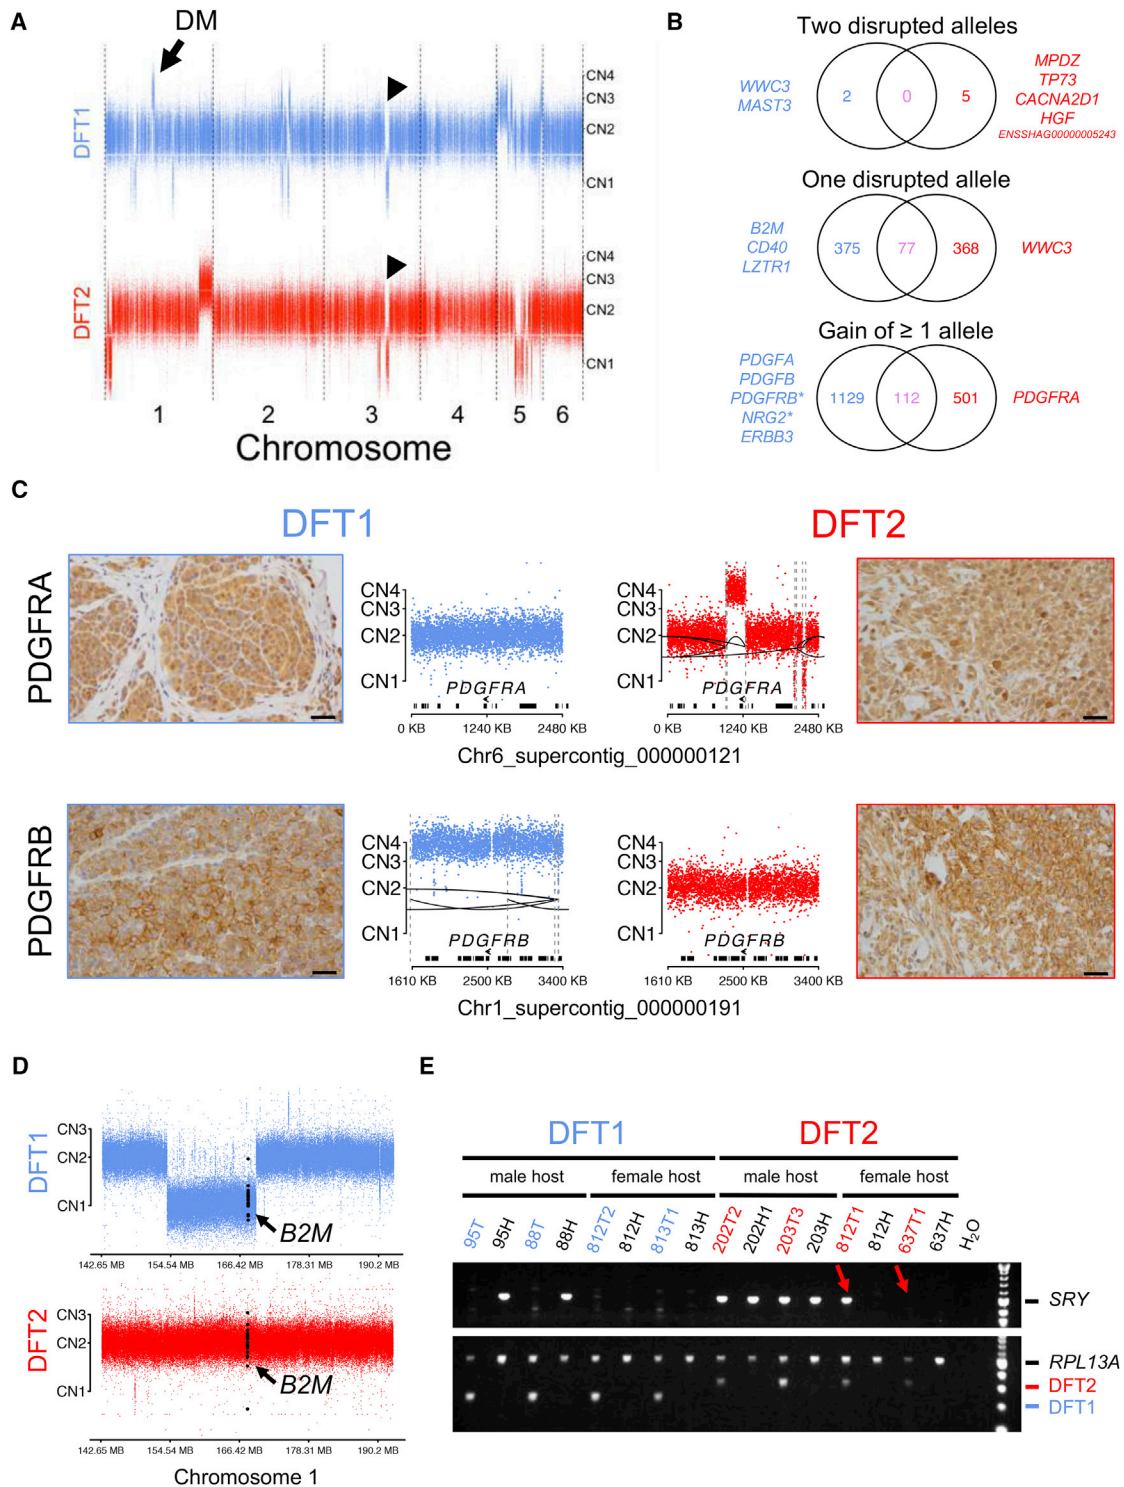 A
DM
DFT1
CN4
CN3
CN2
CN1
DFT2
CN4
CN3
CN2
CN1
1 2 3 4 5 6
Chromosome
B
Two disrupted alleles
WWC3
MAST3
2 0 5
MPDZ
TP73
CACNA2D1
HGF
ENSSHAG00000005243
One disrupted allele
B2M
CD40
LZTR1
375 77 368
WWC3
Gain of ≥ 1 allele
PDGFA
PDGFB
PDGFRB*
NRG2*
ERBB3
1129 112 501
PDGFRA
C
DFT1 DFT2
PDGFRA
CN4
CN3
CN2
CN1
PDGFRA
0 KB 1240 KB 2480 KB
CN4
CN3
CN2
CN1
PDGFRA
0 KB 1240 KB 2480 KB
Chr6_supercontig_000000121
PDGFRB
CN4
CN3
CN2
CN1
PDGFRB
1610 KB 2500 KB 3400 KB
CN4
CN3
CN2
CN1
PDGFRB
1610 KB 2500 KB 3400 KB
Chr1_supercontig_000000191
D
DFT1
CN3
CN2
CN1
B2M
142.65 MB 154.54 MB 166.42 MB 178.31 MB 190.2 MB
DFT2
CN3
CN2
CN1
B2M
142.65 MB 154.54 MB 166.42 MB 178.31 MB 190.2 MB
Chromosome 1
E
DFT1 DFT2
male host female host male host female host
95T 95H 88T 88H 812T2 812H 813T1 813H 202T2 202H1 203T3 203H 812T1 812H 637T1 637H H₂O
SRY
RPL13A
DFT2
DFT1